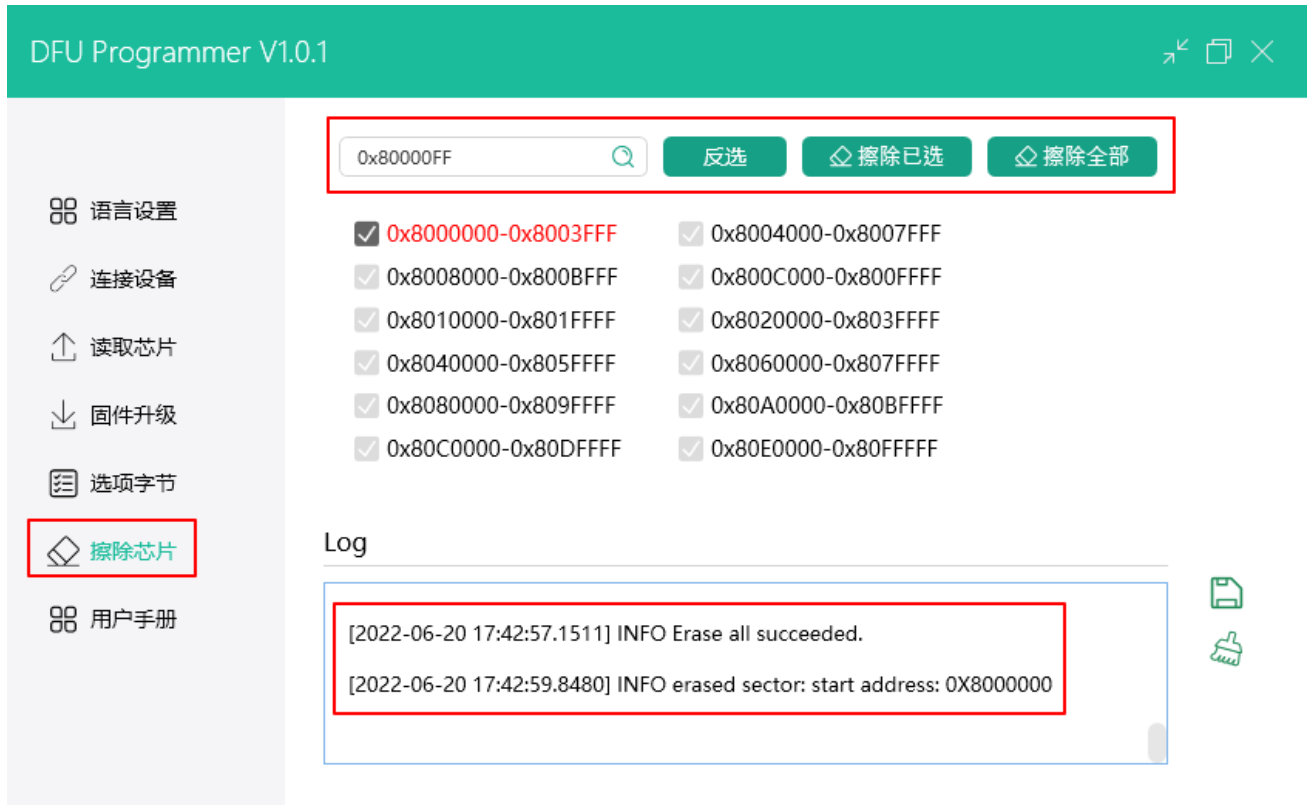 DFU Programmer V1.0.1
语言设置
连接设备
读取芯片
固件升级
选项字节
擦除芯片
用户手册
0x80000FF 反选 擦除已选 擦除全部
0x8000000-0x8003FFF 0x8004000-0x8007FFF
0x8008000-0x800BFFF 0x800C000-0x800FFFF
0x8010000-0x801FFFF 0x8020000-0x803FFFF
0x8040000-0x805FFFF 0x8060000-0x807FFFF
0x8080000-0x809FFFF 0x80A0000-0x80BFFFF
0x80C0000-0x80DFFFF 0x80E0000-0x80FFFFF
Log
[2022-06-20 17:42:57.1511] INFO Erase all succeeded.
[2022-06-20 17:42:59.8480] INFO erased sector: start address: 0X8000000